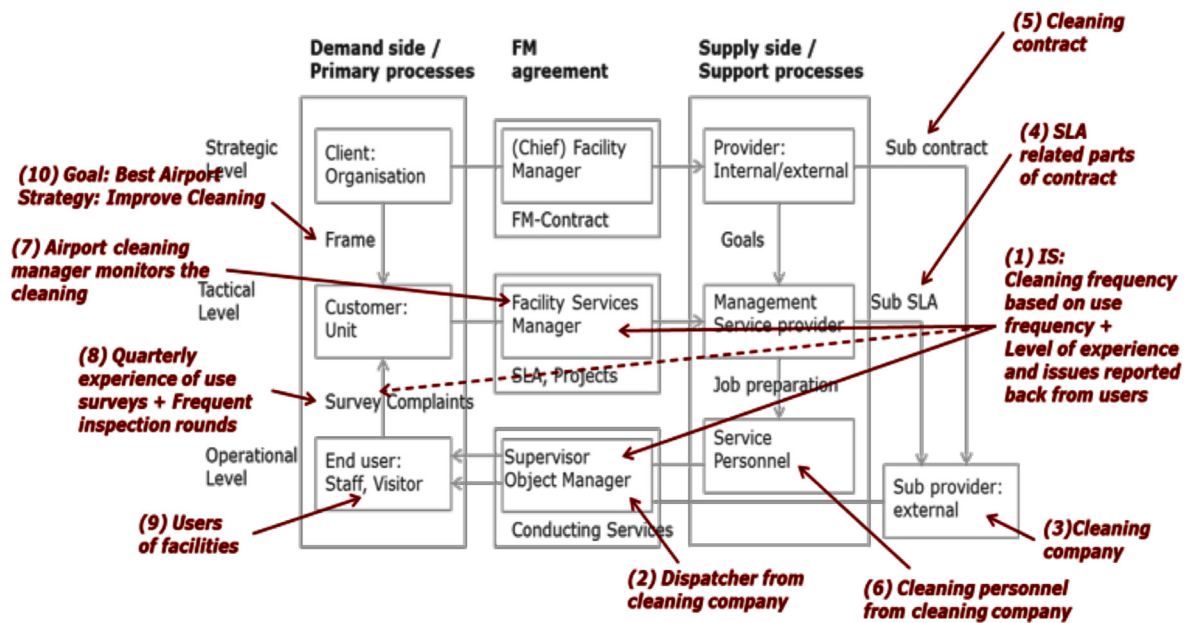 (5) Cleaning
contract
Demand side /
Primary processes
FM
agreement
Supply side /
Support processes
Strategic
Level
Client:
Organisation
(Chief) Facility
Manager
Provider:
Internal/external
Sub contract
(4) SLA
related parts
of contract
(10) Goal: Best Airport
Strategy: Improve Cleaning
FM-Contract
Frame
Goals
(7) Airport cleaning
manager monitors the
cleaning
Tactical
Level
Customer:
Unit
Facility Services
Manager
Management
Service provider
Sub SLA
(1) IS:
Cleaning frequency
based on use
frequency +
Level of experience
and issues reported
back from users
SLA, Projects
(8) Quarterly
experience of use
surveys + Frequent
inspection rounds
Survey Complaints
Job preparation
Operational
Level
End user:
Staff, Visitor
Supervisor
Object Manager
Service
Personnel
Sub provider:
external
Conducting Services
(9) Users
of facilities
(3)Cleaning
company
(2) Dispatcher from
cleaning company
(6) Cleaning personnel
from cleaning company